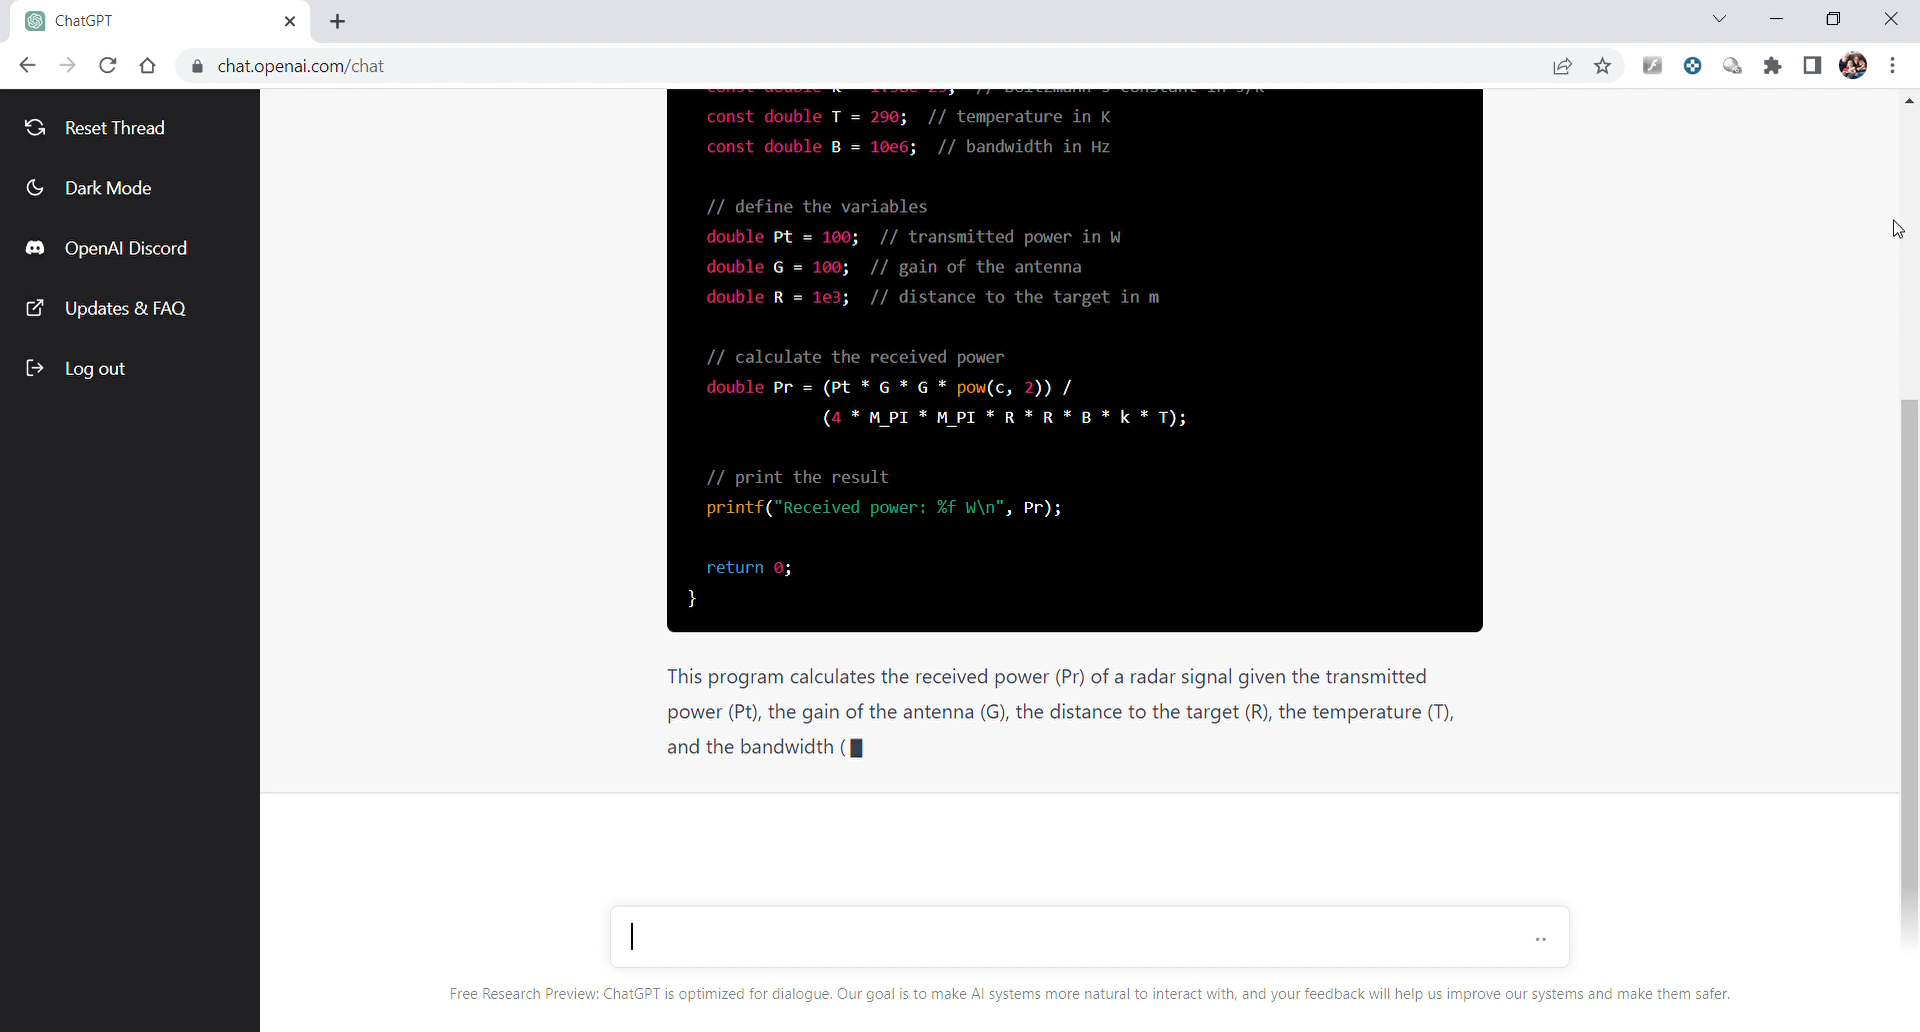 ChatGPT
chat.openai.com/chat
Reset Thread
Dark Mode
OpenAI Discord
Updates & FAQ
Log out
const double T = 290;  // temperature in K
const double B = 10e6;  // bandwidth in Hz
// define the variables
double Pt = 100;  // transmitted power in W
double G = 100;  // gain of the antenna
double R = 1e3;  // distance to the target in m
// calculate the received power
double Pr = (Pt * G * G * pow(c, 2)) /
(4 * M_PI * M_PI * R * R * B * k * T);
// print the result
printf("Received power: %f W\n", Pr);
return 0;
}
This program calculates the received power (Pr) of a radar signal given the transmitted
power (Pt), the gain of the antenna (G), the distance to the target (R), the temperature (T),
and the bandwidth (
Free Research Preview: ChatGPT is optimized for dialogue. Our goal is to make AI systems more natural to interact with, and your feedback will help us improve our systems and make them safer.